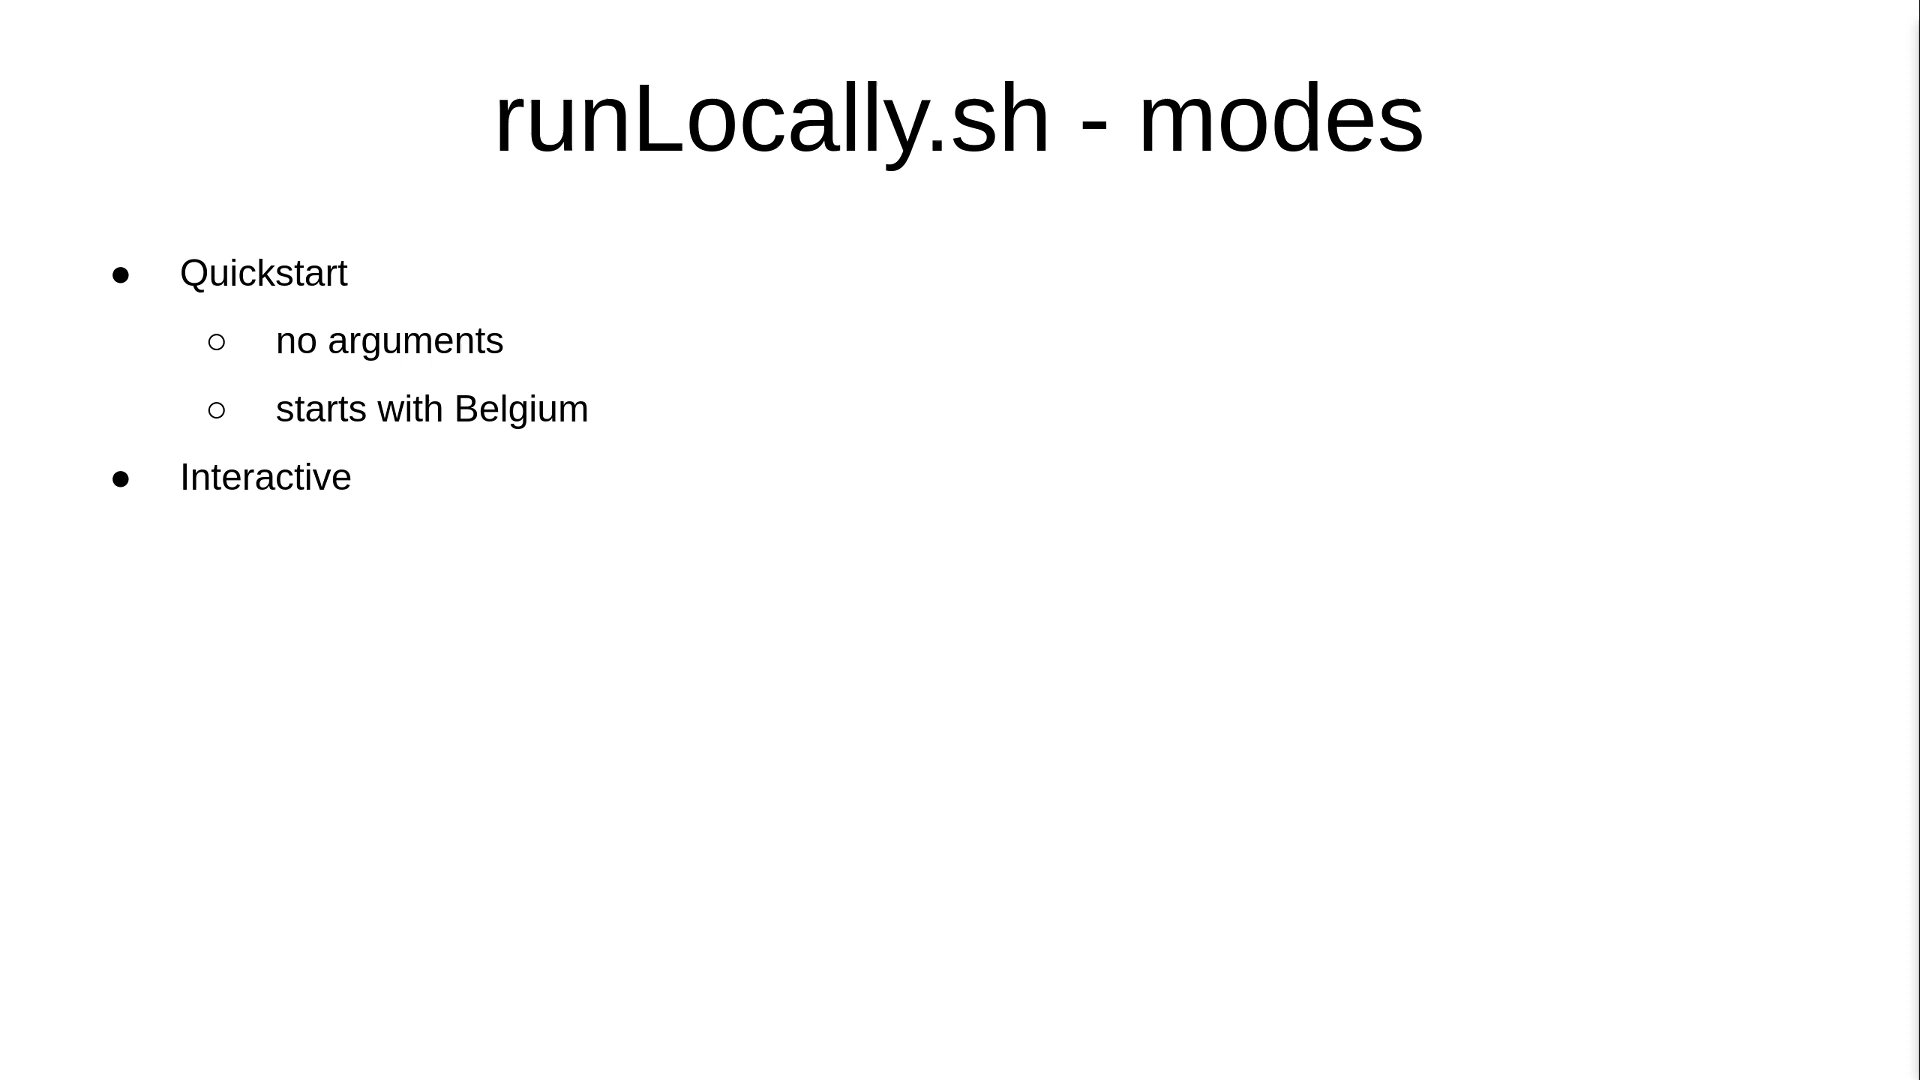 runLocally.sh - modes
● Quickstart
○ no arguments
○ starts with Belgium
● Interactive